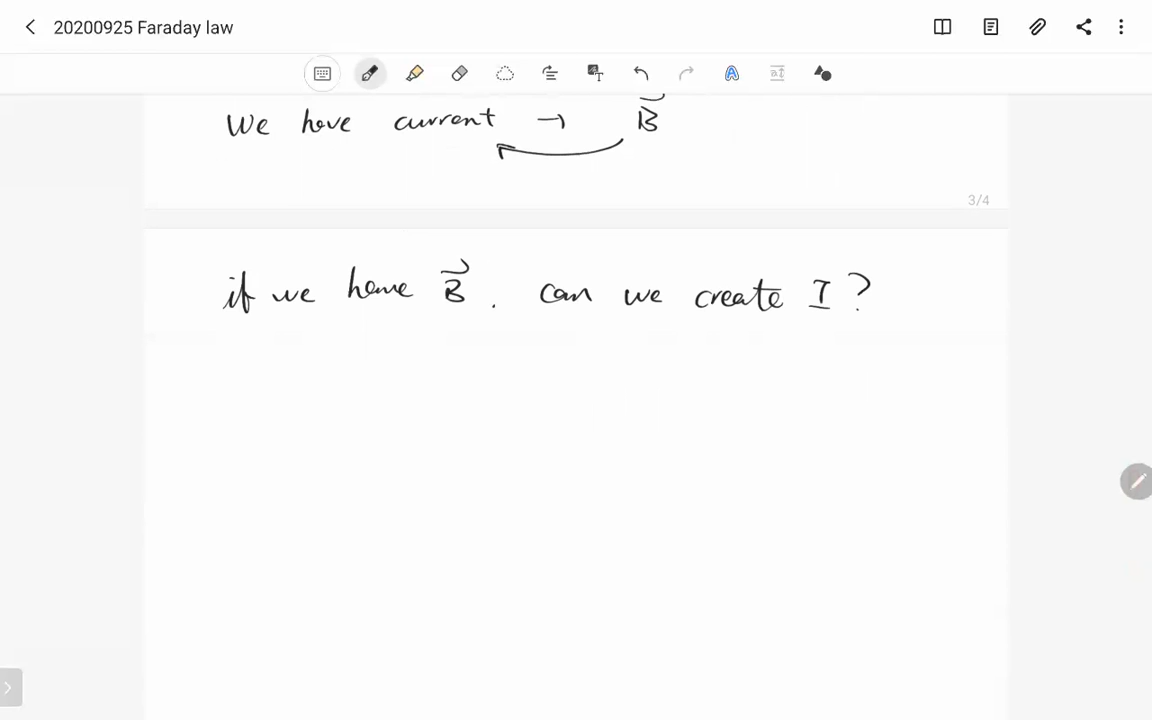 20200925 Faraday law
We have current → B⃗
3/4
if we have B⃗. can we create I?